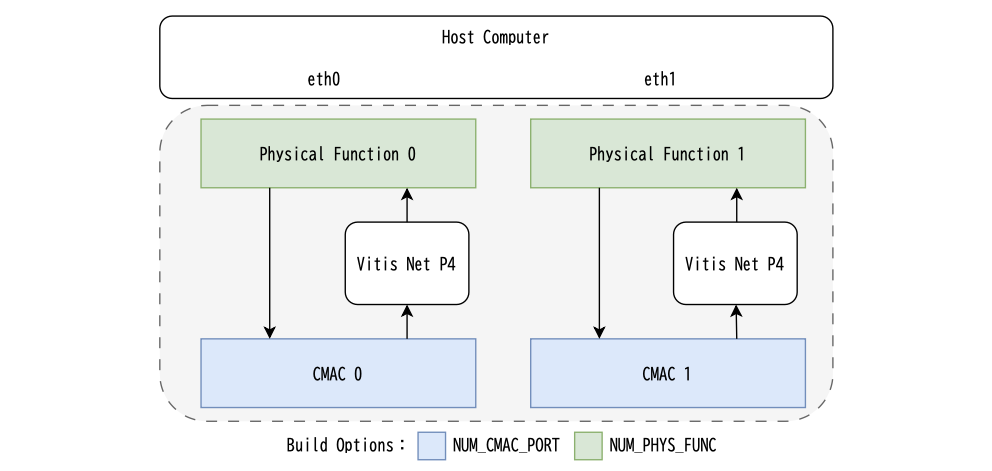 Host Computer
eth0 eth1
Physical Function 0 Physical Function 1
Vitis Net P4 Vitis Net P4
CMAC 0 CMAC 1
Build Options： NUM_CMAC_PORT NUM_PHYS_FUNC